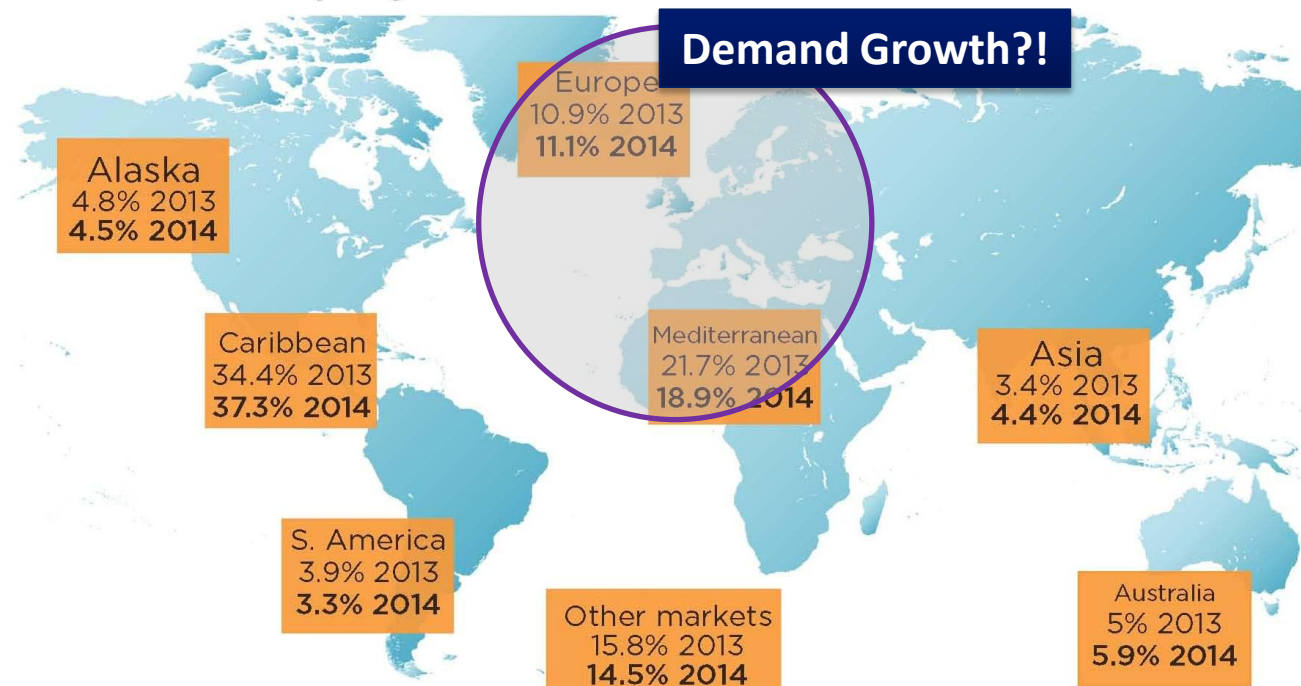 Demand Growth?!
Europe
10.9% 2013
11.1% 2014
Alaska
4.8% 2013
4.5% 2014
Caribbean
34.4% 2013
37.3% 2014
Mediterranean
21.7% 2013
18.9% 2014
Asia
3.4% 2013
4.4% 2014
S. America
3.9% 2013
3.3% 2014
Other markets
15.8% 2013
14.5% 2014
Australia
5% 2013
5.9% 2014